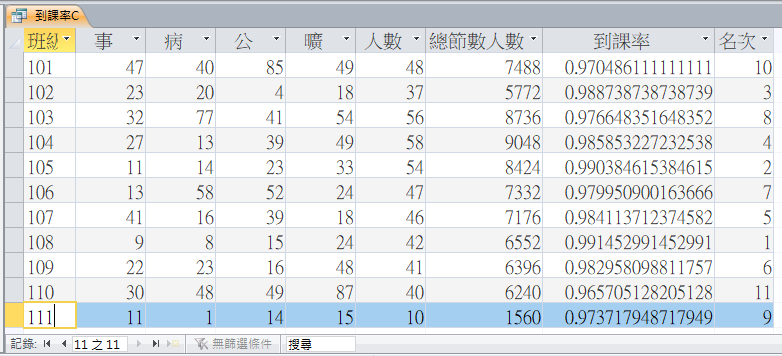 到課率C
班級 事 病 公 曠 人數 總節數人數 到課率 名次
101 47 40 85 49 48 7488 0.970486111111111 10
102 23 20 4 18 37 5772 0.988738738738739 3
103 32 77 41 54 56 8736 0.976648351648352 8
104 27 13 39 49 58 9048 0.985853227232538 4
105 11 14 23 33 54 8424 0.990384615384615 2
106 13 58 52 24 47 7332 0.979950900163666 7
107 41 16 39 18 46 7176 0.984113712374582 5
108 9 8 15 24 42 6552 0.991452991452991 1
109 22 23 16 48 41 6396 0.982958098811757 6
110 30 48 49 87 40 6240 0.965705128205128 11
111 11 1 14 15 10 1560 0.973717948717949 9
記錄: 11 之 11 無篩選條件 搜尋